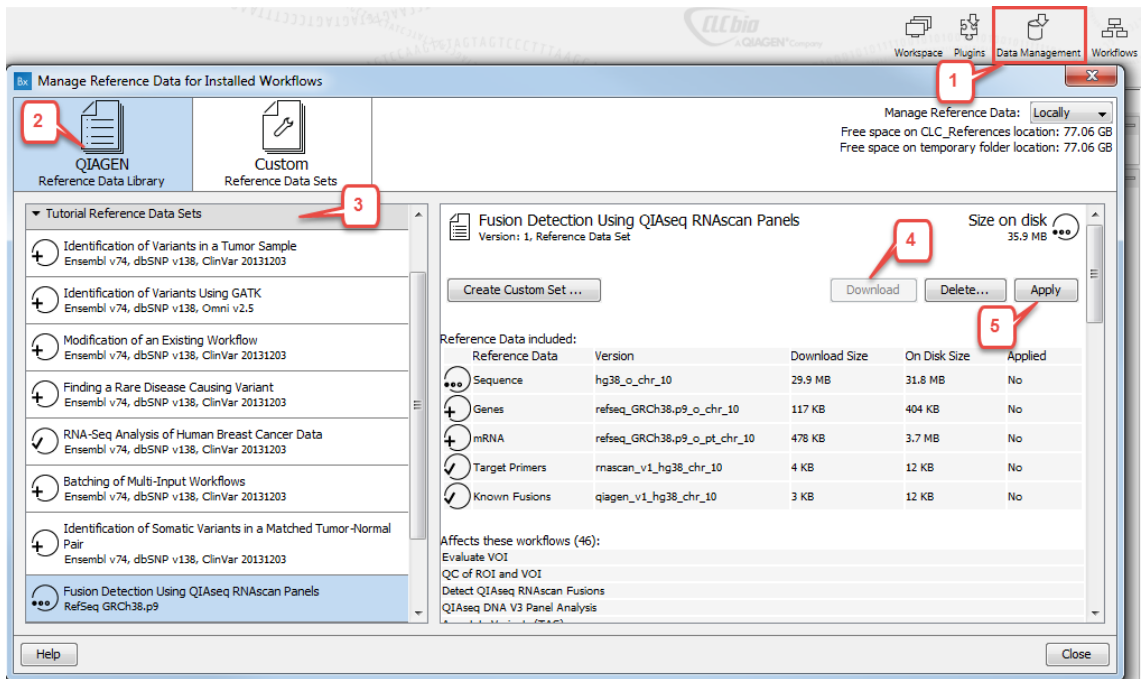 CLC bio
A QIAGEN Company
Workspace
Plugins
Data Management
Workflows
1
Bx Manage Reference Data for Installed Workflows
x
2
QIAGEN
Reference Data Library
Custom
Reference Data Sets
Manage Reference Data: Locally
Free space on CLC_References location: 77.06 GB
Free space on temporary folder location: 77.06 GB
Tutorial Reference Data Sets
3
Identification of Variants in a Tumor Sample
Ensembl v74, dbSNP v138, ClinVar 20131203
Identification of Variants Using GATK
Ensembl v74, dbSNP v138, Omni v2.5
Modification of an Existing Workflow
Ensembl v74, dbSNP v138, ClinVar 20131203
Finding a Rare Disease Causing Variant
Ensembl v74, dbSNP v138, ClinVar 20131203
RNA-Seq Analysis of Human Breast Cancer Data
Ensembl v74, dbSNP v138, ClinVar 20131203
Batching of Multi-Input Workflows
Ensembl v74, dbSNP v138, ClinVar 20131203
Identification of Somatic Variants in a Matched Tumor-Normal
Pair
Ensembl v74, dbSNP v138, ClinVar 20131203
Fusion Detection Using QIAseq RNAscan Panels
RefSeq GRCh38.p9
Fusion Detection Using QIAseq RNAscan Panels
Version: 1, Reference Data Set
Size on disk
35.9 MB
4
Create Custom Set ...
Download
Delete...
Apply
5
Reference Data included:
Reference Data Version Download Size On Disk Size Applied
Sequence hg38_o_chr_10 29.9 MB 31.8 MB No
Genes refseq_GRCh38.p9_o_chr_10 117 KB 404 KB No
mRNA refseq_GRCh38.p9_o_pt_chr_10 478 KB 3.7 MB No
Target Primers rnascan_v1_hg38_chr_10 4 KB 12 KB No
Known Fusions qiagen_v1_hg38_chr_10 3 KB 12 KB No
Affects these workflows (46):
Evaluate VOI
QC of ROI and VOI
Detect QIAseq RNAscan Fusions
QIAseq DNA V3 Panel Analysis
Help
Close